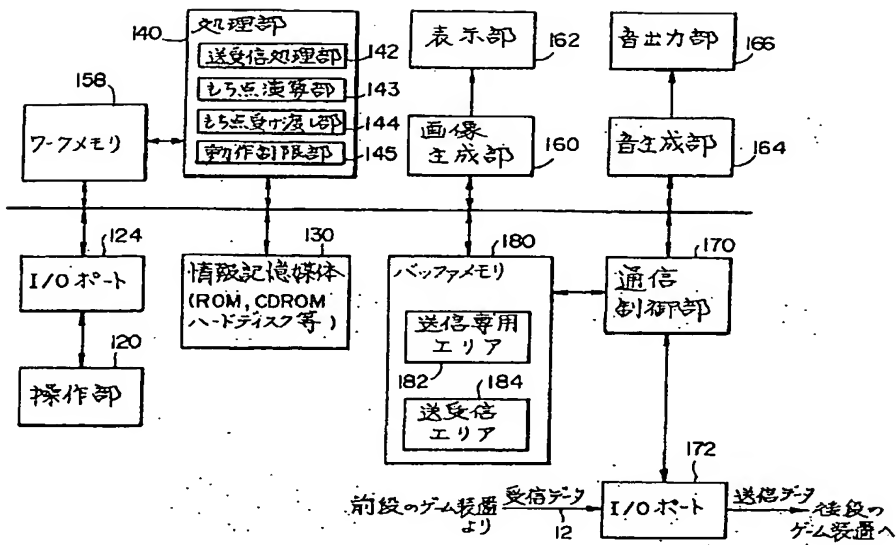 140
処理部
送受信処理部
142
もち点演算部
143
もち点受け渡し部
144
動作制限部
145
158
ワークメモリ
表示部
162
画像
生成部
160
音出力部
166
音生成部
164
124
I/Oポート
120
操作部
130
情報記憶媒体
(ROM, CDROM
ハードディスク等)
180
バッファメモリ
送信専用
エリア
182
184
送受信
エリア
170
通信
制御部
172
I/Oポート
前段のゲーム装置
より
受信データ
12
送信データ
後段の
ゲーム装置へ